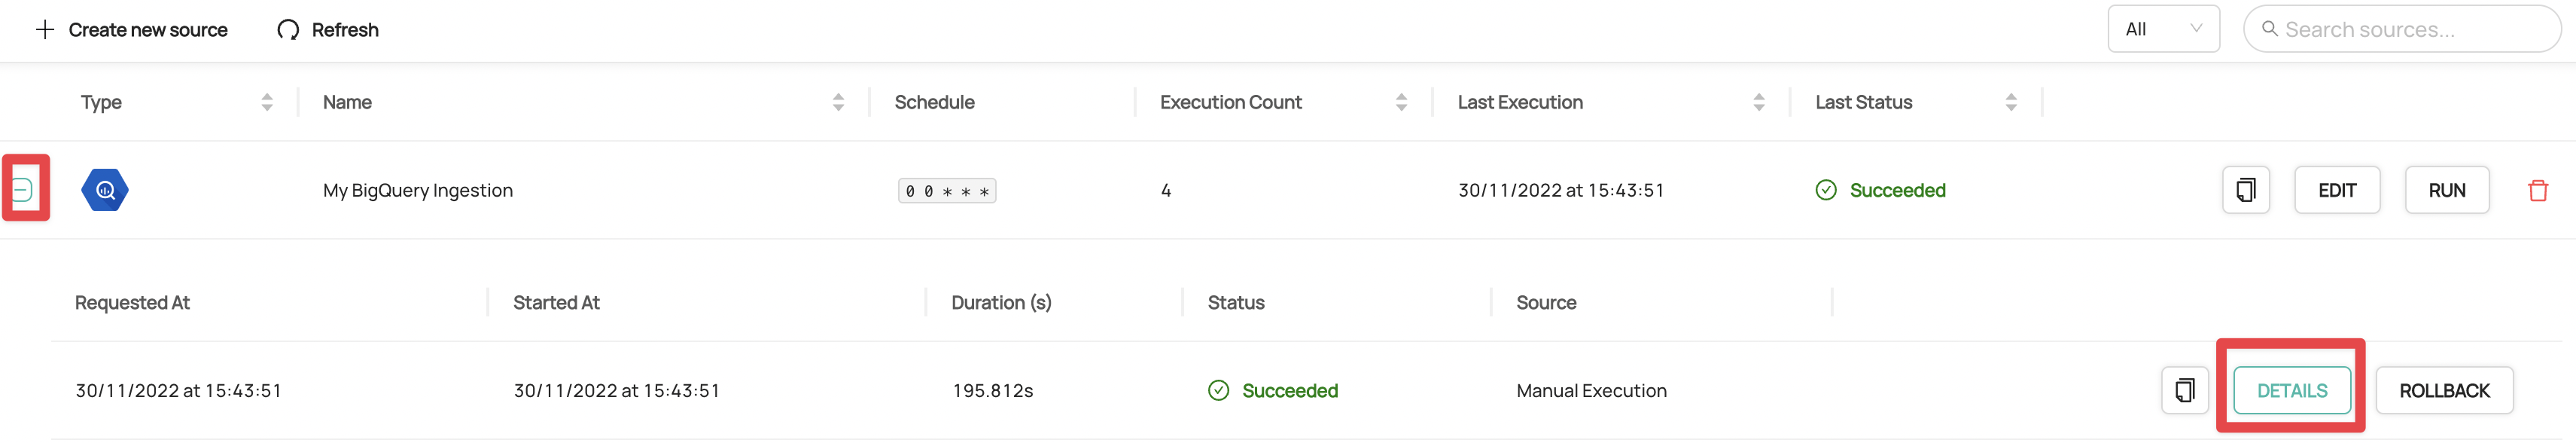 Create new source Refresh All Search sources...
Type Name Schedule Execution Count Last Execution Last Status
My BigQuery Ingestion 0 0 * * * 4 30/11/2022 at 15:43:51 Succeeded EDIT RUN
Requested At Started At Duration (s) Status Source
30/11/2022 at 15:43:51 30/11/2022 at 15:43:51 195.812s Succeeded Manual Execution DETAILS ROLLBACK